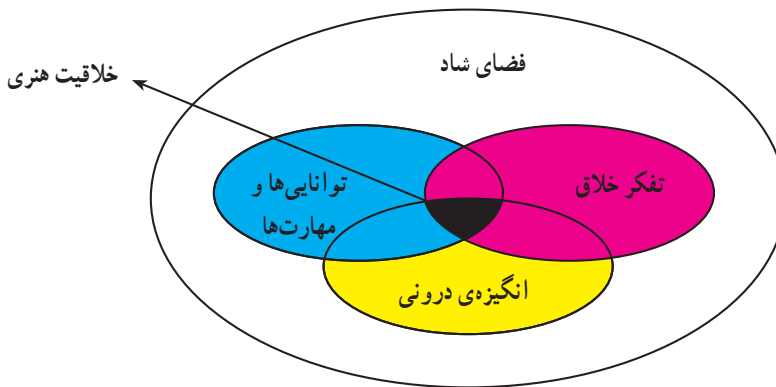 فضای شاد
خلاقیت هنری
تفکر خلاق
توانایی‌ها و
مهارت‌ها
انگیزه‌ی درونی